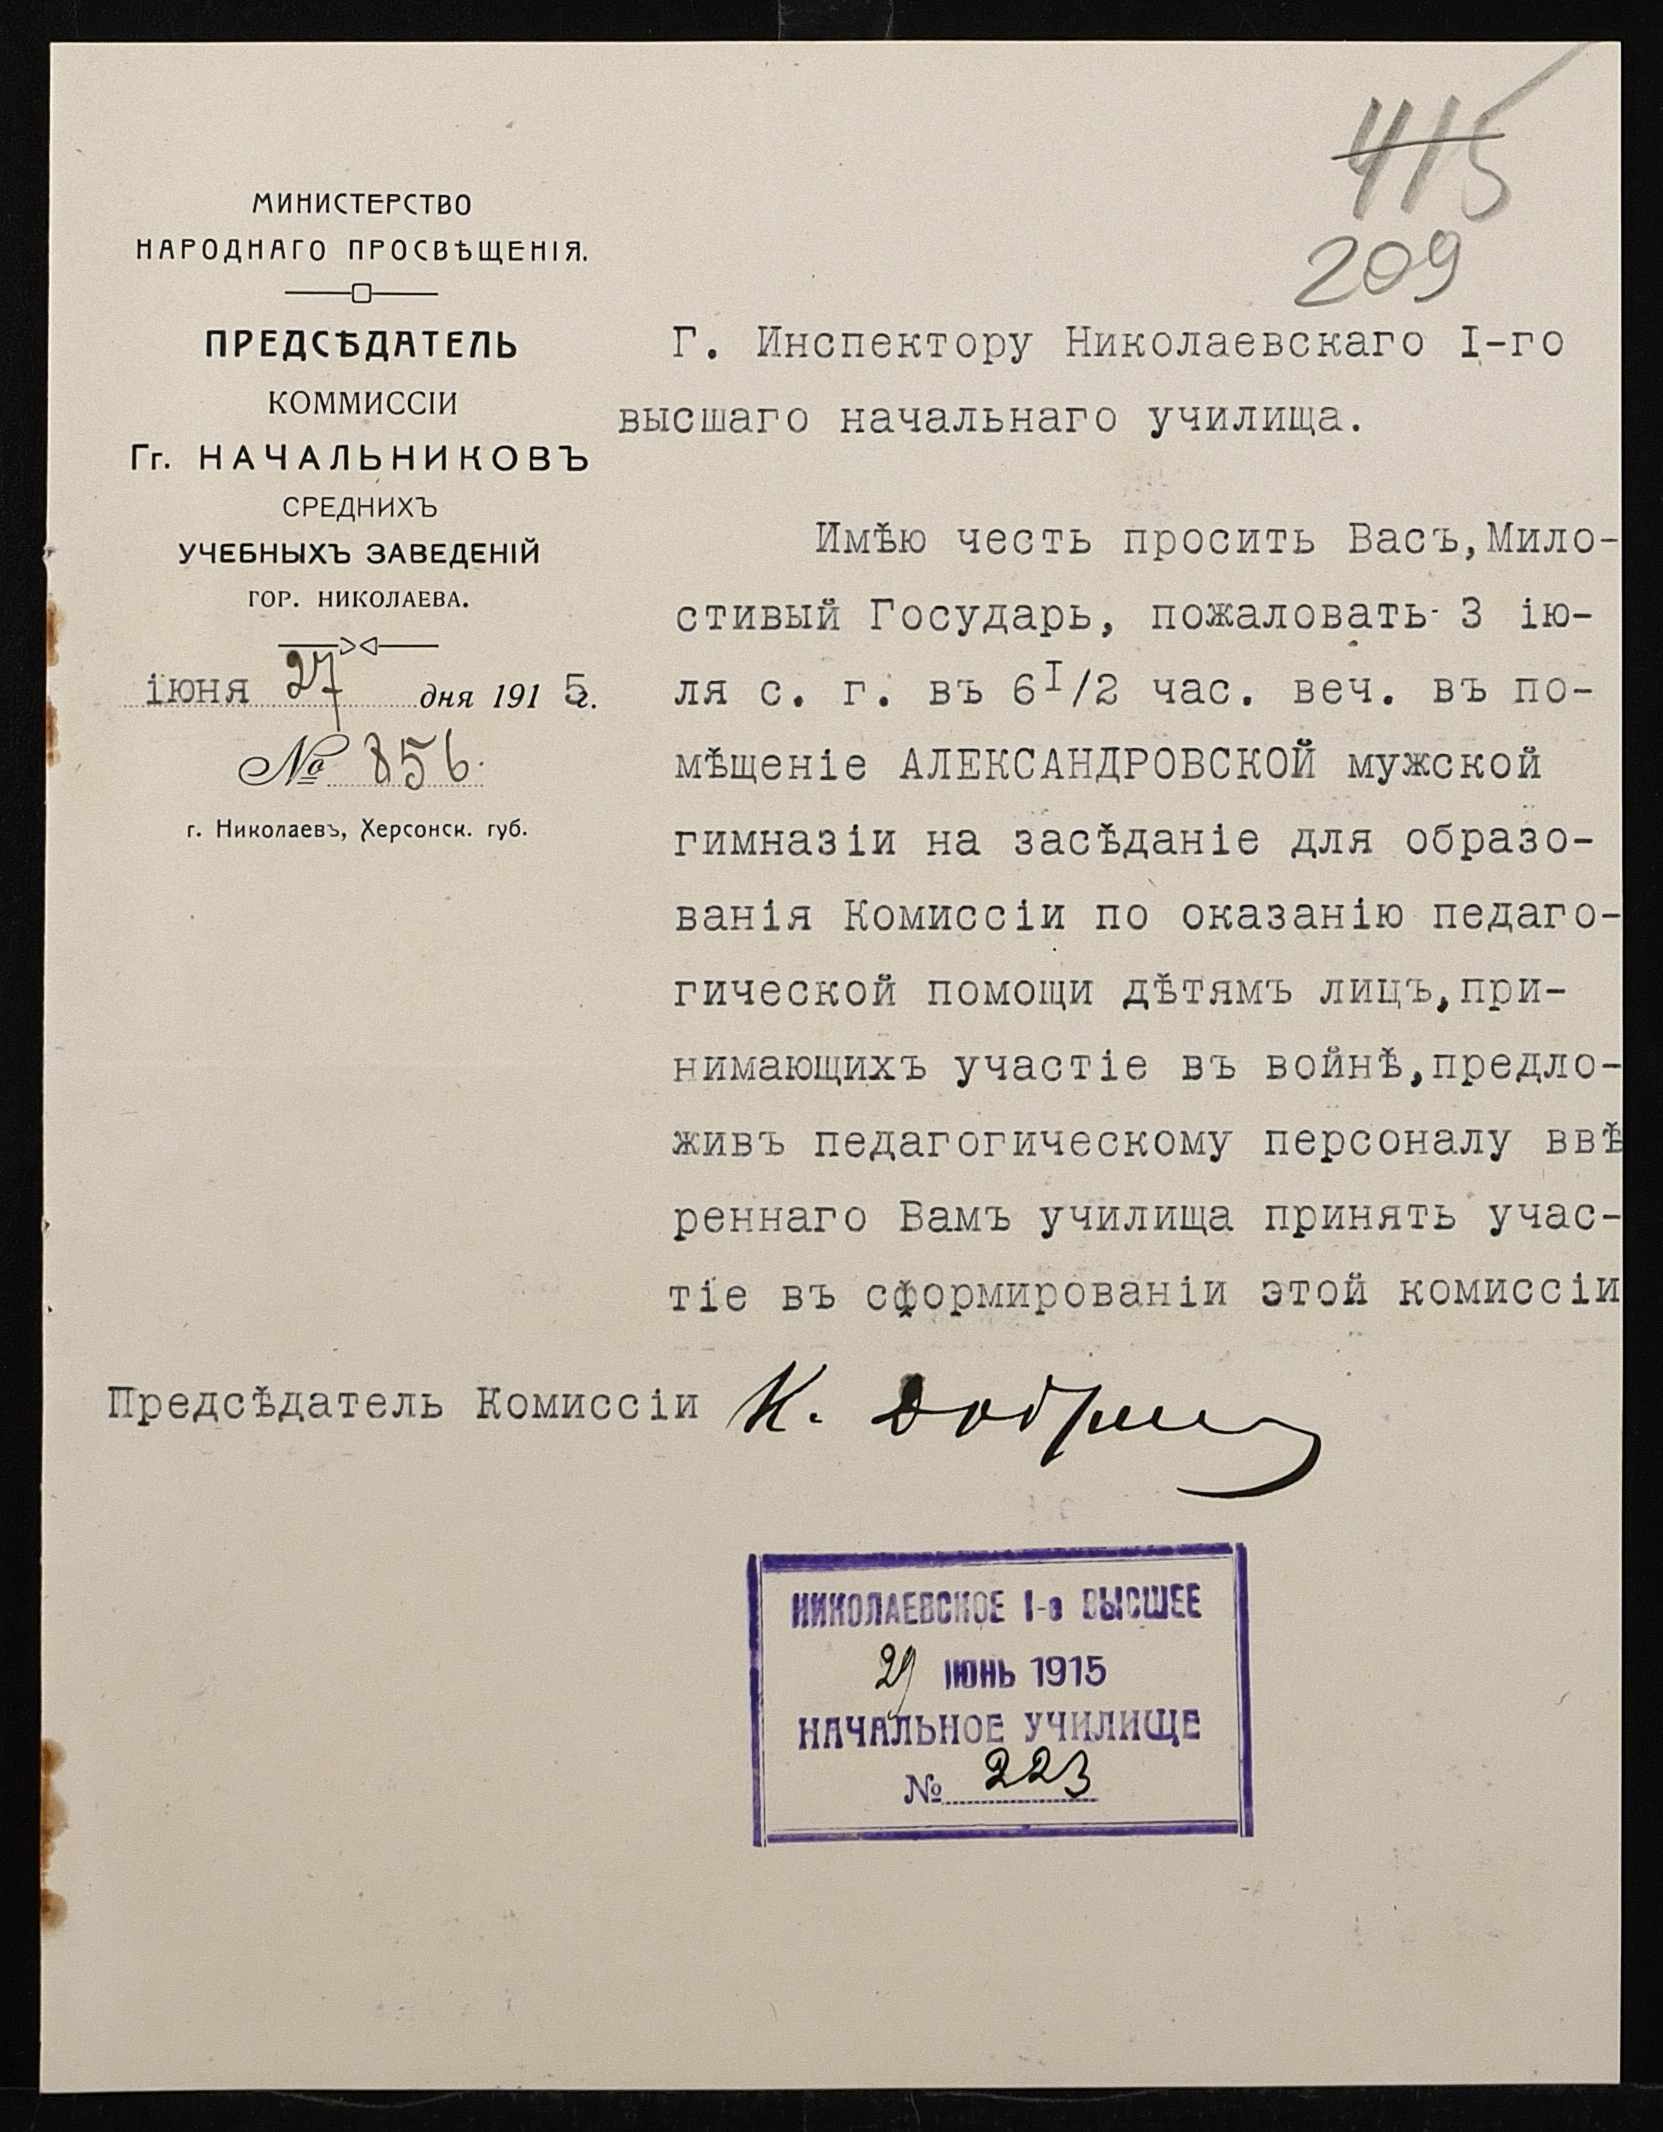 415
209
МИНИСТЕРСТВО
НАРОДНАГО ПРОСВѢЩЕНІЯ.
ПРЕДСѢДАТЕЛЬ
КОММИССІИ
Гг. НАЧАЛЬНИКОВЪ
СРЕДНИХЪ
УЧЕБНЫХЪ ЗАВЕДЕНІЙ
ГОР. НИКОЛАЕВА.
іюня 27 дня 1915 г.
№ 856.
г. Николаевъ, Херсонск. губ.
Г. Инспектору Николаевскаго I-го
высшаго начальнаго училища.
Имѣю честь просить Васъ, Мило-
стивый Государь, пожаловать 3 ію-
ля с. г. въ 6I/2 час. веч. въ по-
мѣщеніе АЛЕКСАНДРОВСКОЙ мужской
гимназіи на засѣданіе для образо-
ванія Комиссіи по оказанію педаго-
гической помощи дѣтямъ лицъ, при-
нимающихъ участіе въ войнѣ, предло-
живъ педагогическому персоналу ввѣ
реннаго Вамъ училища принять учас-
тіе въ сформированіи этой комиссіи
Предсѣдатель Комиссіи К.
НИКОЛАЕВСКОЕ I-е ВЫСШЕЕ
29 ІЮНЬ 1915
НАЧАЛЬНОЕ УЧИЛИЩЕ
№ 223